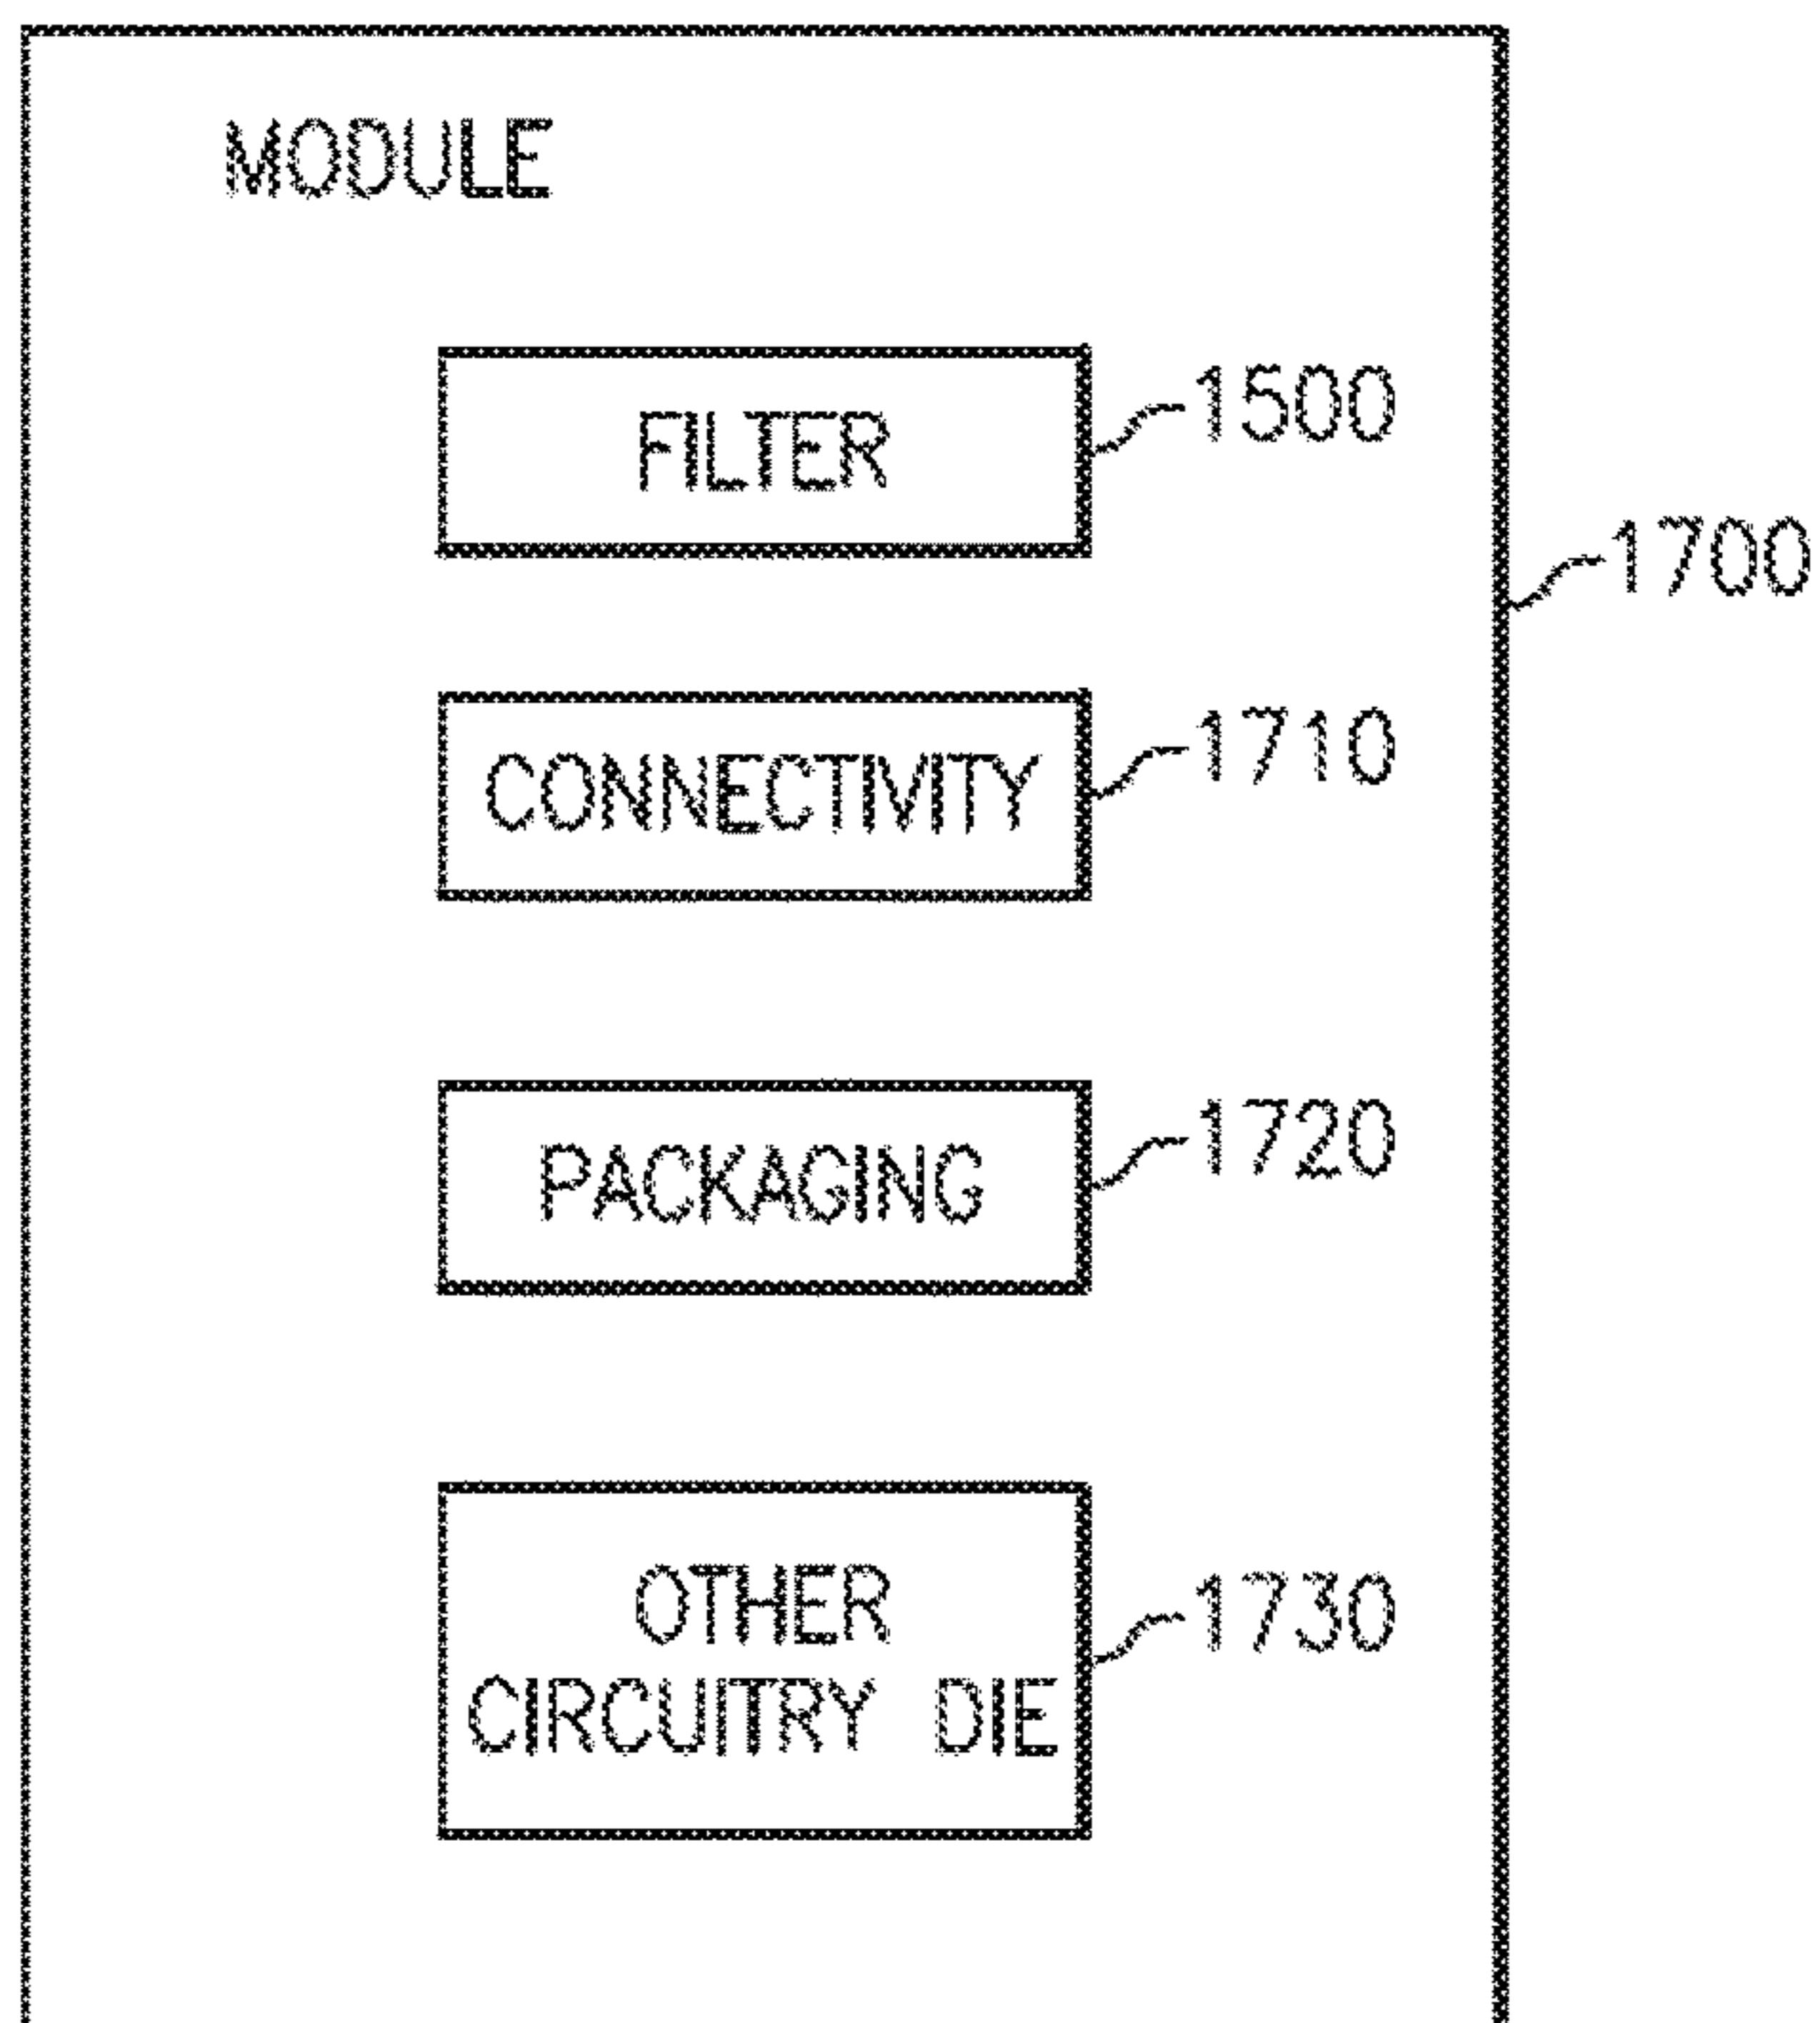 MODULE
FILTER
1500
1700
CONNECTIVITY
1710
PACKAGING
1720
OTHER
CIRCUITRY DIE
1730